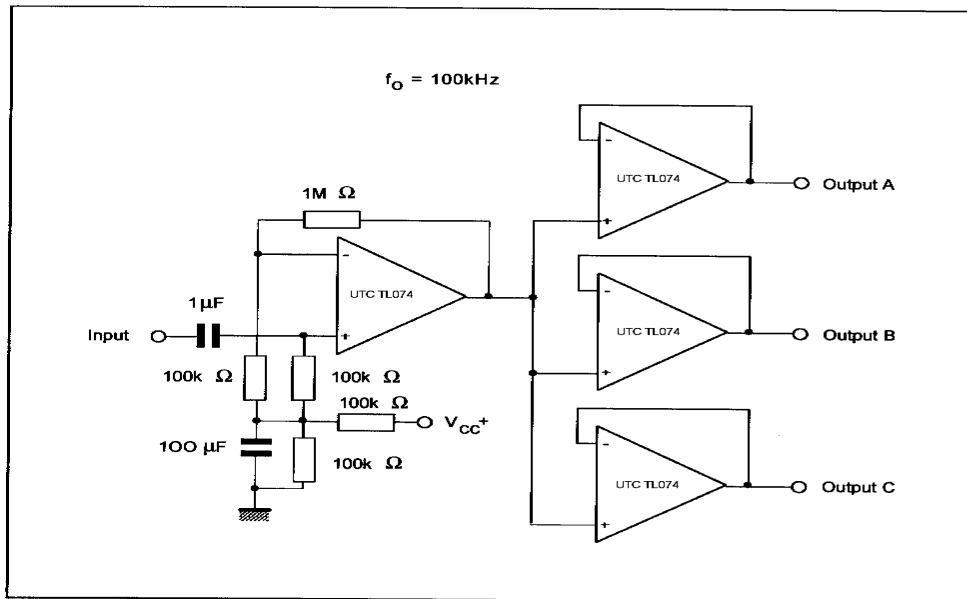 fO = 100kHz
UTC TL074
Output A
1M Ω
UTC TL074
1µF
Input
UTC TL074
Output B
100k Ω
100k Ω
100k Ω
VCC+
100 µF
100k Ω
UTC TL074
Output C
-
+
-
+
-
+
-
+